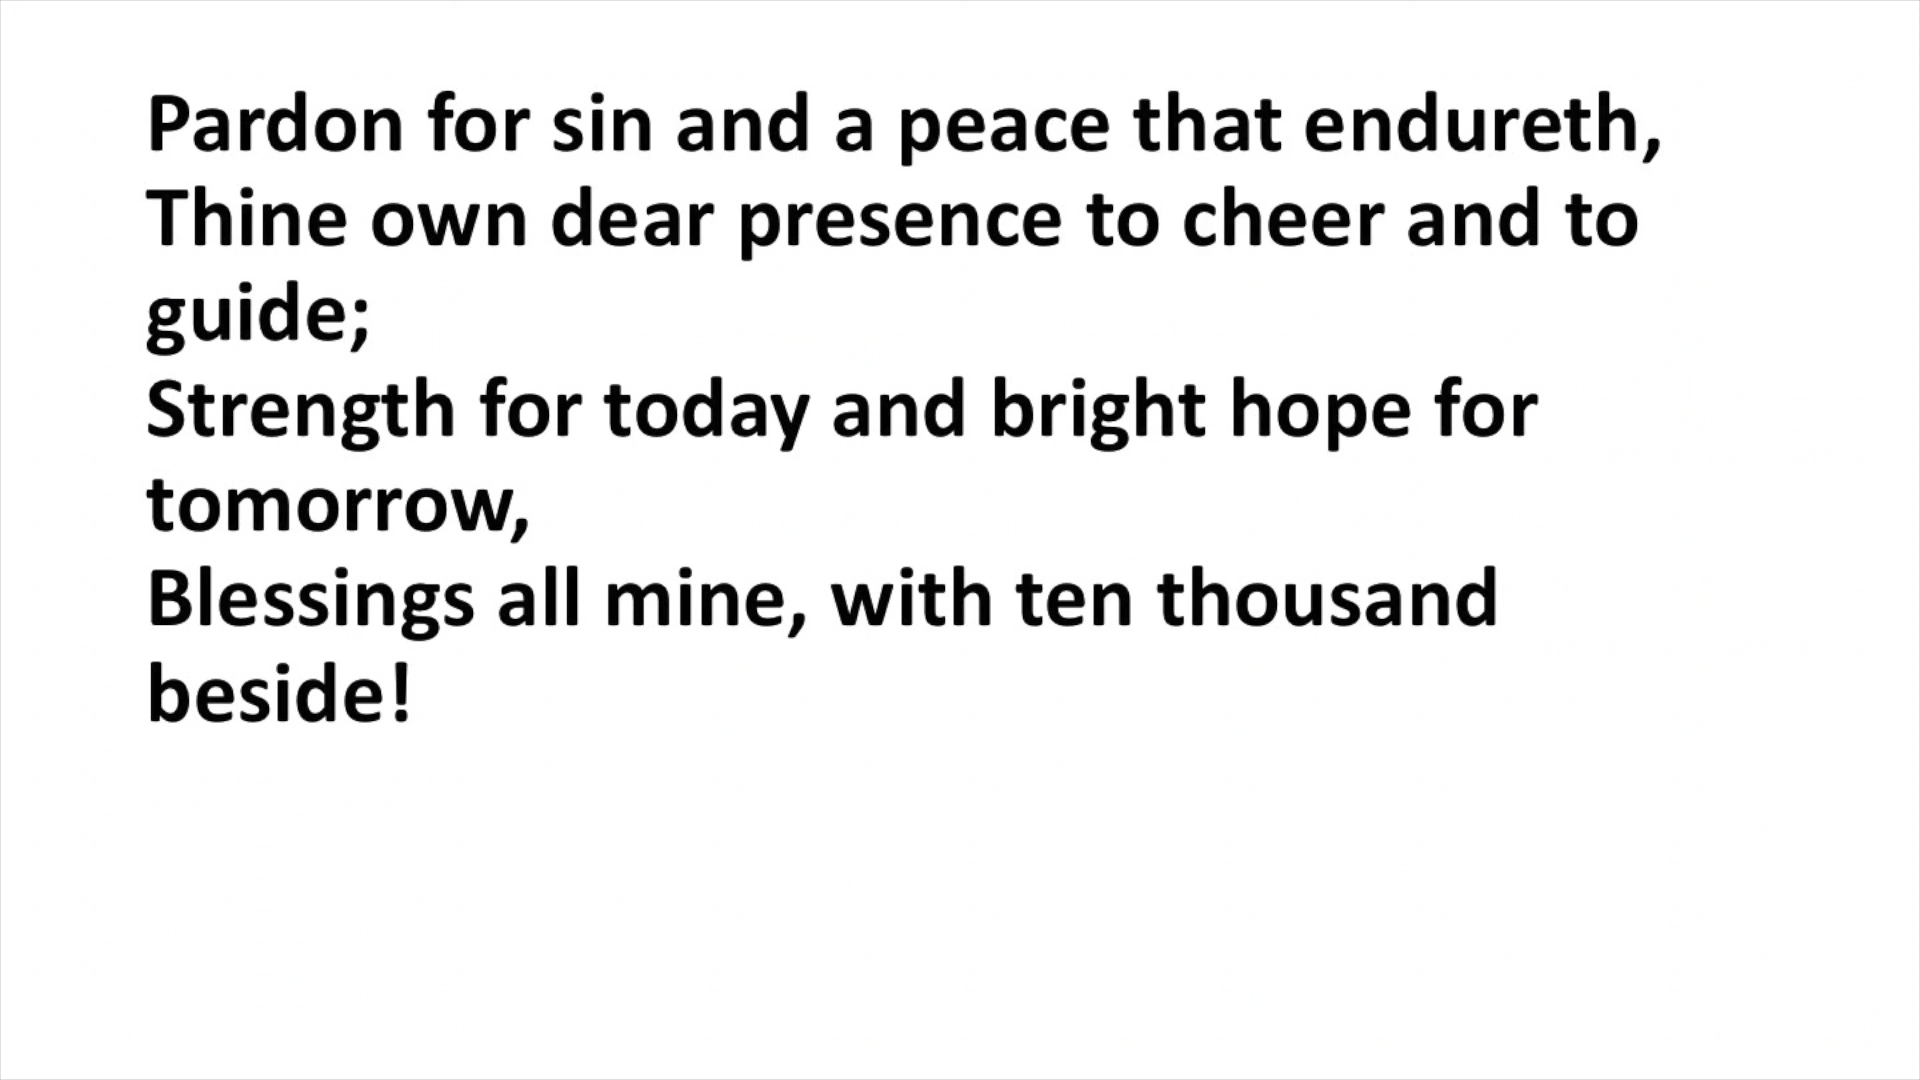 Pardon for sin and a peace that endureth,
Thine own dear presence to cheer and to
guide;
Strength for today and bright hope for
tomorrow,
Blessings all mine, with ten thousand
beside!